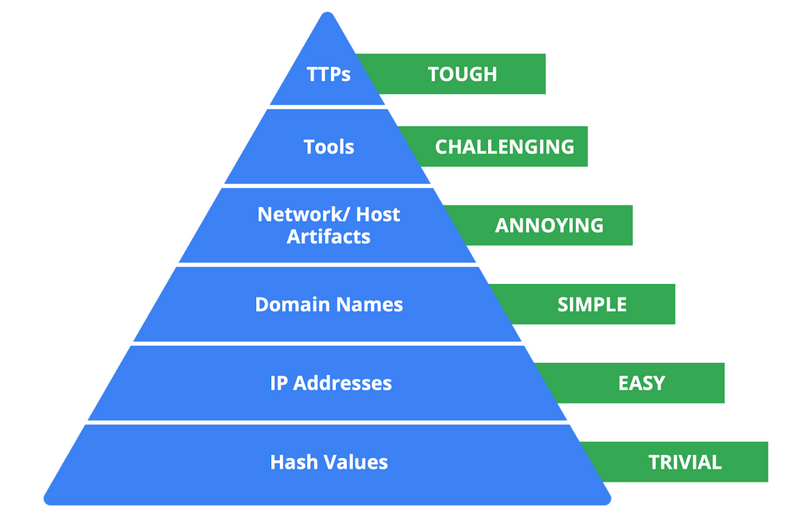 TTPs
TOUGH
Tools
CHALLENGING
Network/ Host
Artifacts
ANNOYING
Domain Names
SIMPLE
IP Addresses
EASY
Hash Values
TRIVIAL